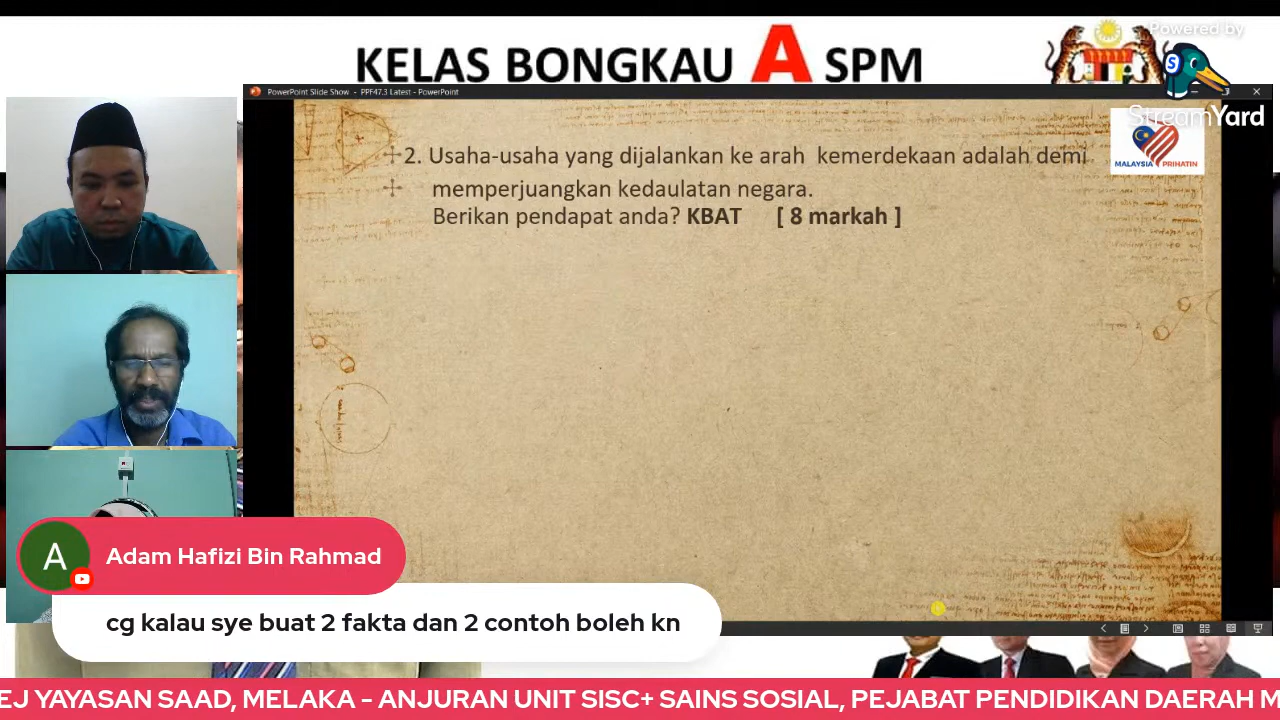 Powered by
KELAS BONGKAU A SPM
StreamYard
PowerPoint Slide Show - PPF47.3 Latest - PowerPoint
MALAYSIA PRIHATIN
2. Usaha-usaha yang dijalankan ke arah kemerdekaan adalah demi
memperjuangkan kedaulatan negara.
Berikan pendapat anda? KBAT [ 8 markah ]
A
Adam Hafizi Bin Rahmad
cg kalau sye buat 2 fakta dan 2 contoh boleh kn
EJ YAYASAN SAAD, MELAKA - ANJURAN UNIT SISC+ SAINS SOSIAL, PEJABAT PENDIDIKAN DAERAH M